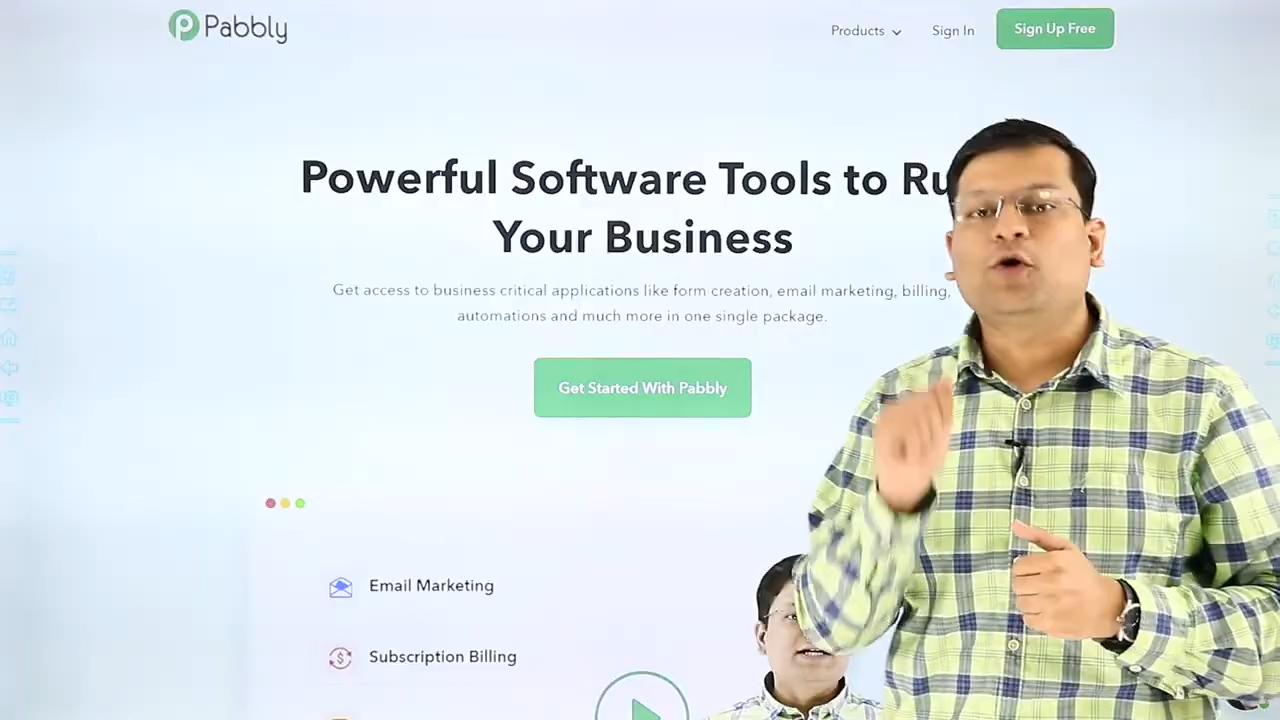 Pabbly
Products
Sign In
Sign Up Free
Powerful Software Tools to Ru
Your Business
Get access to business critical applications like form creation, email marketing, billing,
automations and much more in one single package.
Get Started With Pabbly
Email Marketing
Subscription Billing